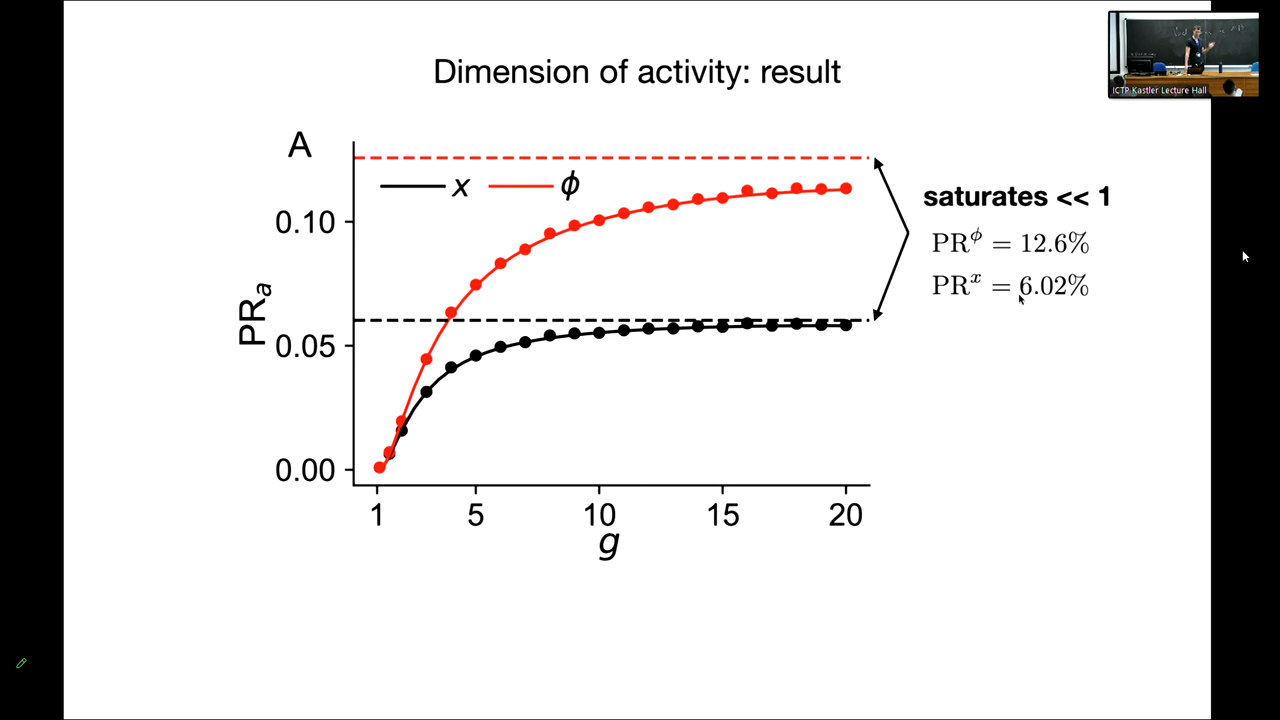 Dimension of activity: result
ICTP Kastler Lecture Hall
A
x
ϕ
PRₐ
0.10
0.05
0.00
1
5
10
15
20
g
saturates << 1
PR^ϕ = 12.6%
PR^x = 6.02%